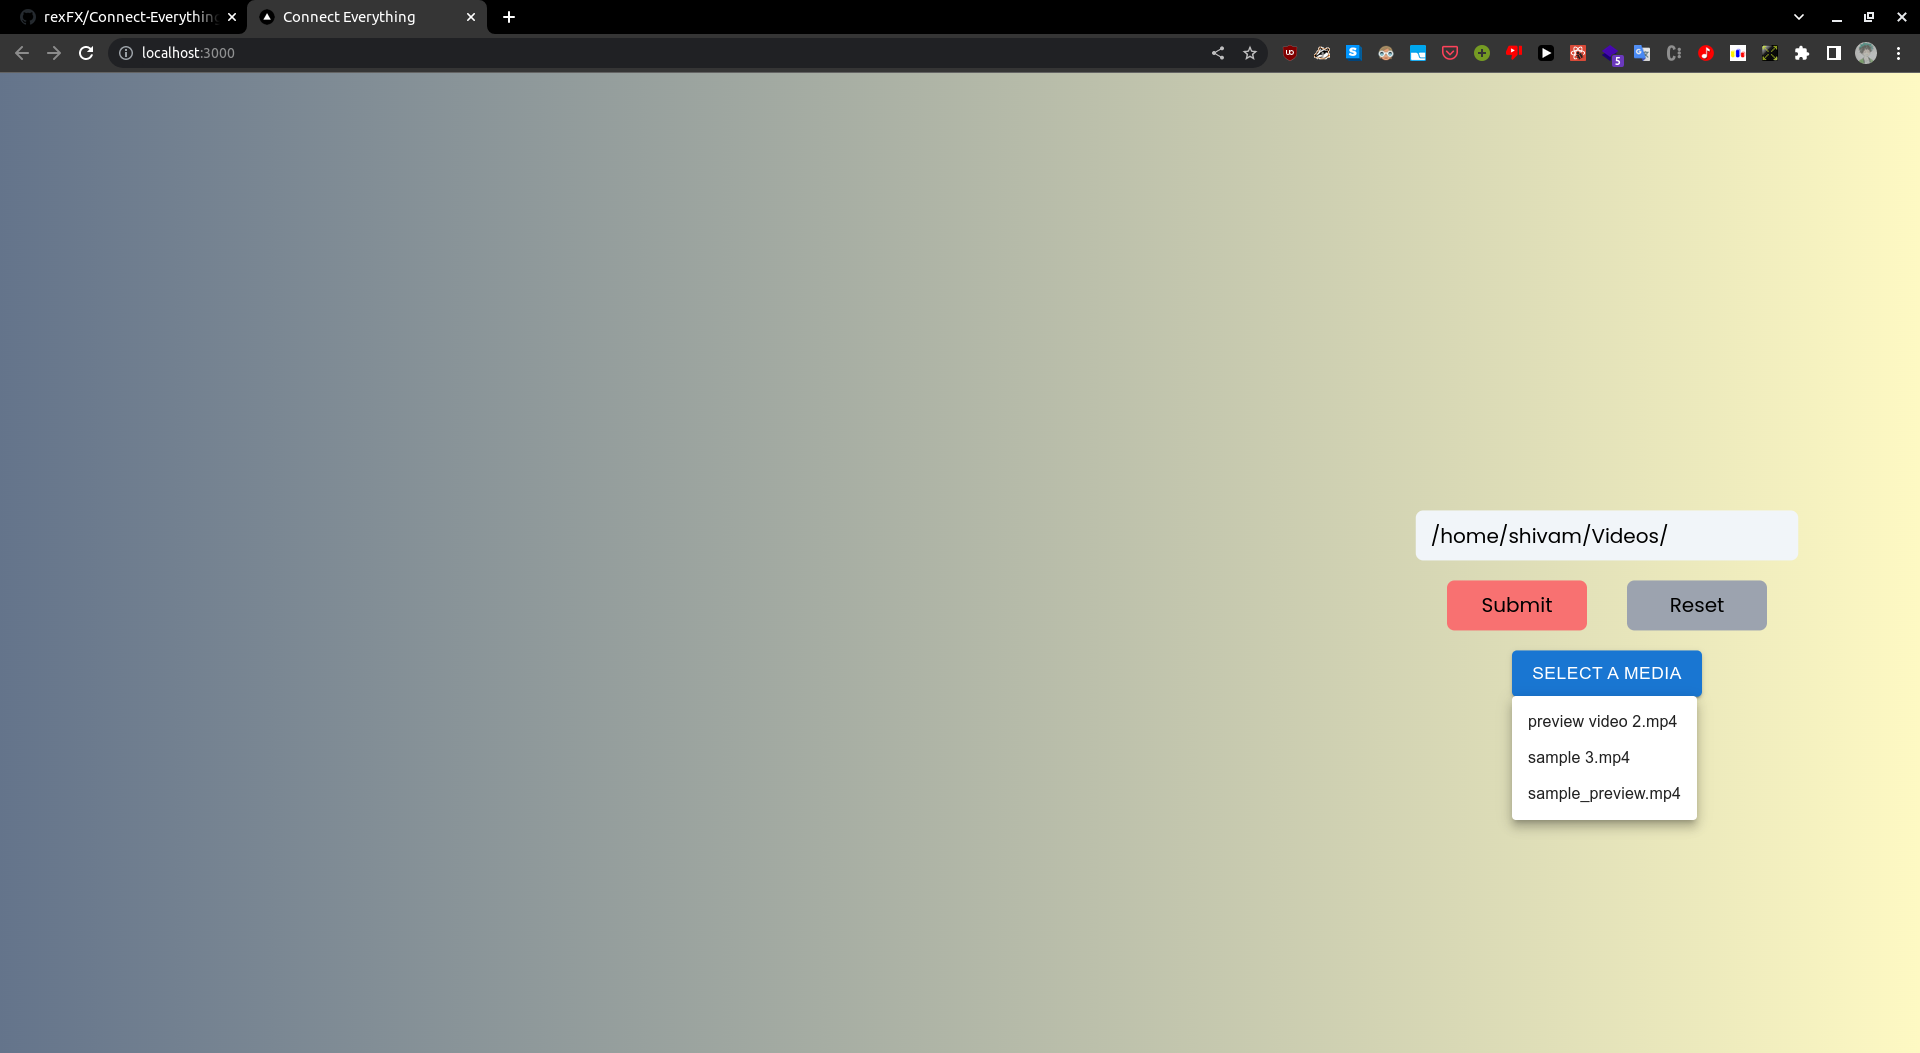 rexFX/Connect-Everything
Connect Everything
localhost:3000
5
/home/shivam/Videos/
Submit
Reset
SELECT A MEDIA
preview video 2.mp4
sample 3.mp4
sample_preview.mp4